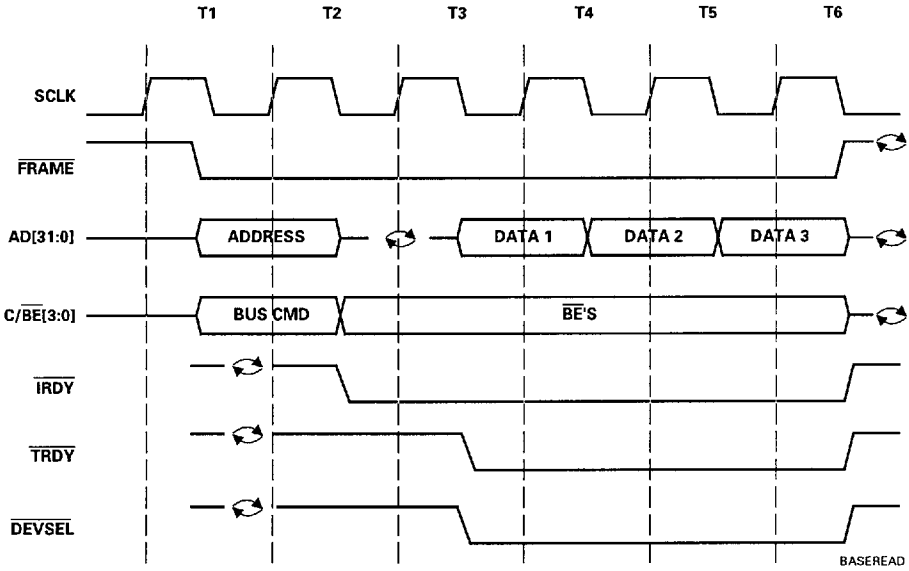 T1 T2 T3 T4 T5 T6
SCLK
FRAME
AD[31:0] ADDRESS DATA 1 DATA 2 DATA 3
C/BE[3:0] BUS CMD BE'S
IRDY
TRDY
DEVSEL
BASEREAD